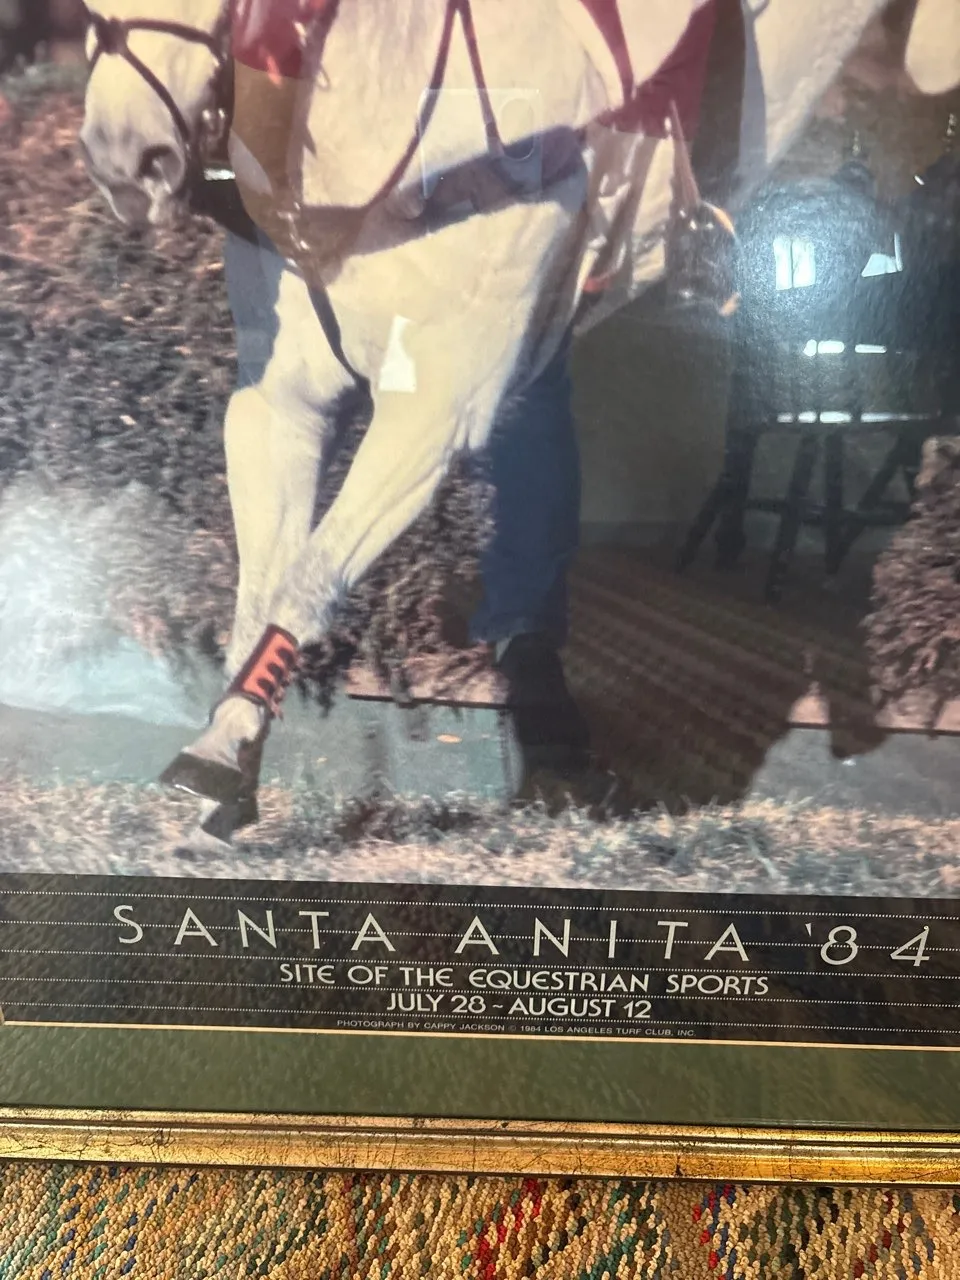 SANTA ANITA '84
SITE OF THE EQUESTRIAN SPORTS
JULY 28 ~ AUGUST 12
PHOTOGRAPH BY CAPPY JACKSON © 1984 LOS ANGELES TURF CLUB, INC.